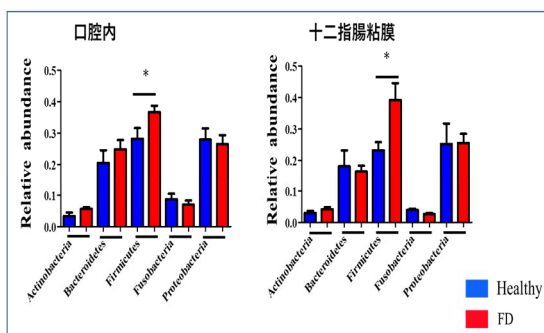 口腔内
十二指腸粘膜
Relative abundance
0.5
0.4
0.3
0.2
0.1
0.0
*
Actinobacteria
Bacteroidetes
Firmicutes
Fusobacteria
Proteobacteria
Relative abundance
0.5
0.4
0.3
0.2
0.1
0.0
*
Actinobacteria
Bacteroidetes
Firmicutes
Fusobacteria
Proteobacteria
Healthy
FD